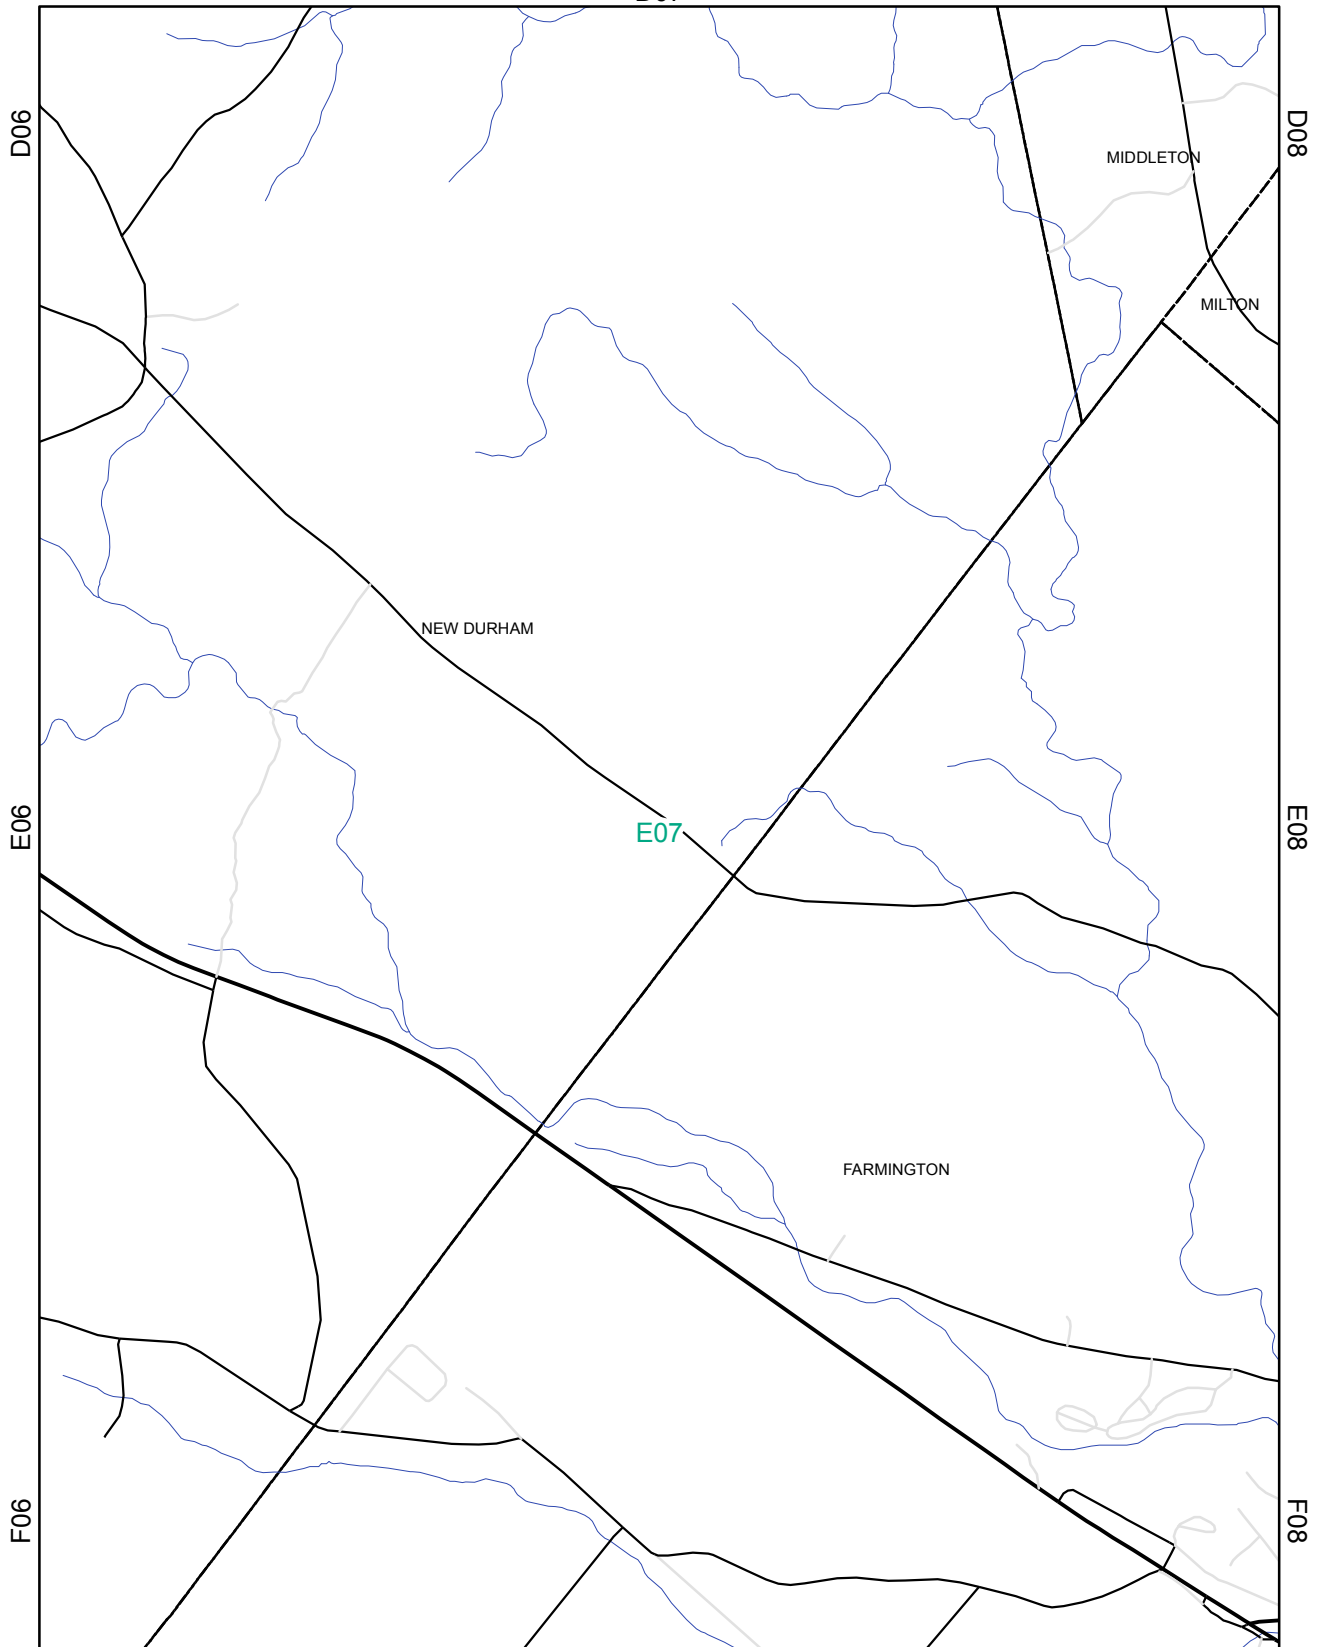 D06
D08
MIDDLETON
MILTON
NEW DURHAM
E06
E07
E08
FARMINGTON
F06
F08